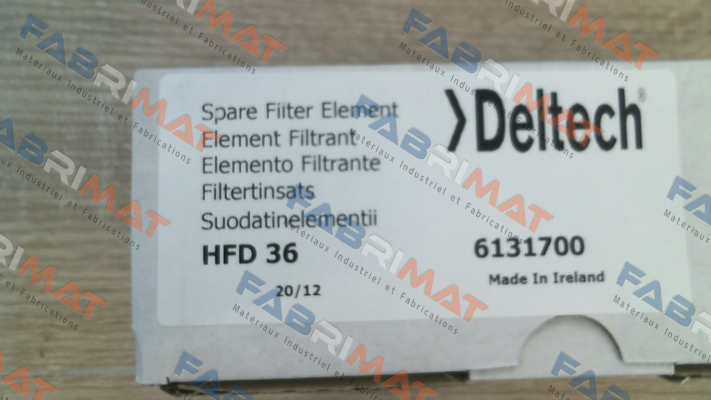 Spare Filter Element
Element Filtrant
Elemento Filtrante
Filtertinsats
Suodatinelementii
HFD 36
20/12
Deltech®
6131700
Made In Ireland
FABRIMAT
Matériaux Industriel et Fabrications